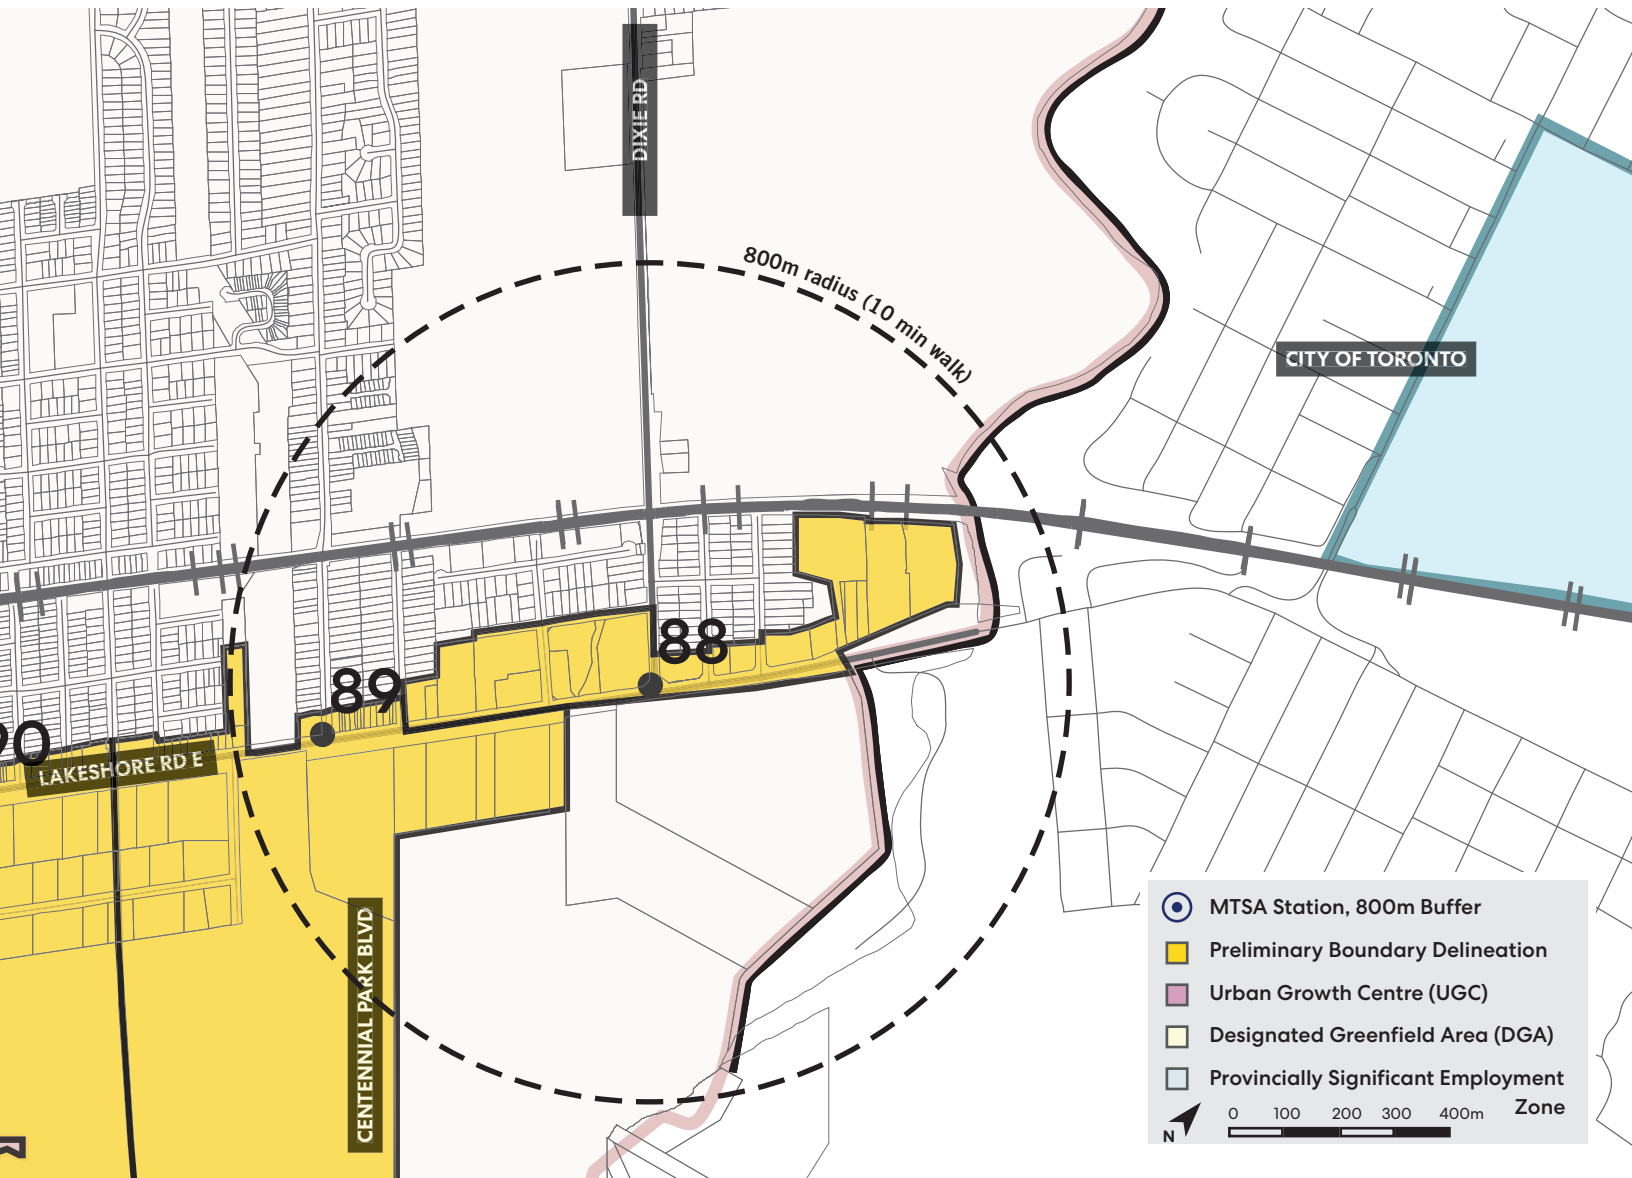 DIXIE RD
800m radius (10 min walk)
CITY OF TORONTO
88
89
90
LAKESHORE RD E
CENTENNIAL PARK BLVD
MTSA Station, 800m Buffer
Preliminary Boundary Delineation
Urban Growth Centre (UGC)
Designated Greenfield Area (DGA)
Provincially Significant Employment
Zone
N
0 100 200 300 400m